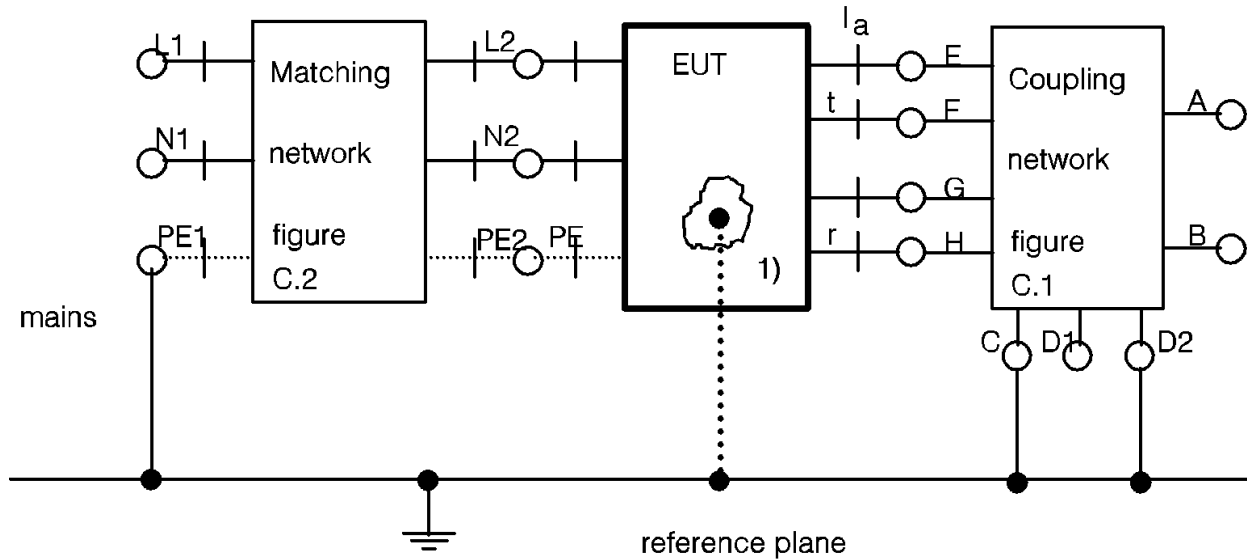 L1
Matching
network
figure
C.2
L2
EUT
I a
E
Coupling
network
figure
C.1
A
t
F
N1
N2
G
PE1
PE2
PE
r
H
B
1)
mains
C
D1
D2
reference plane